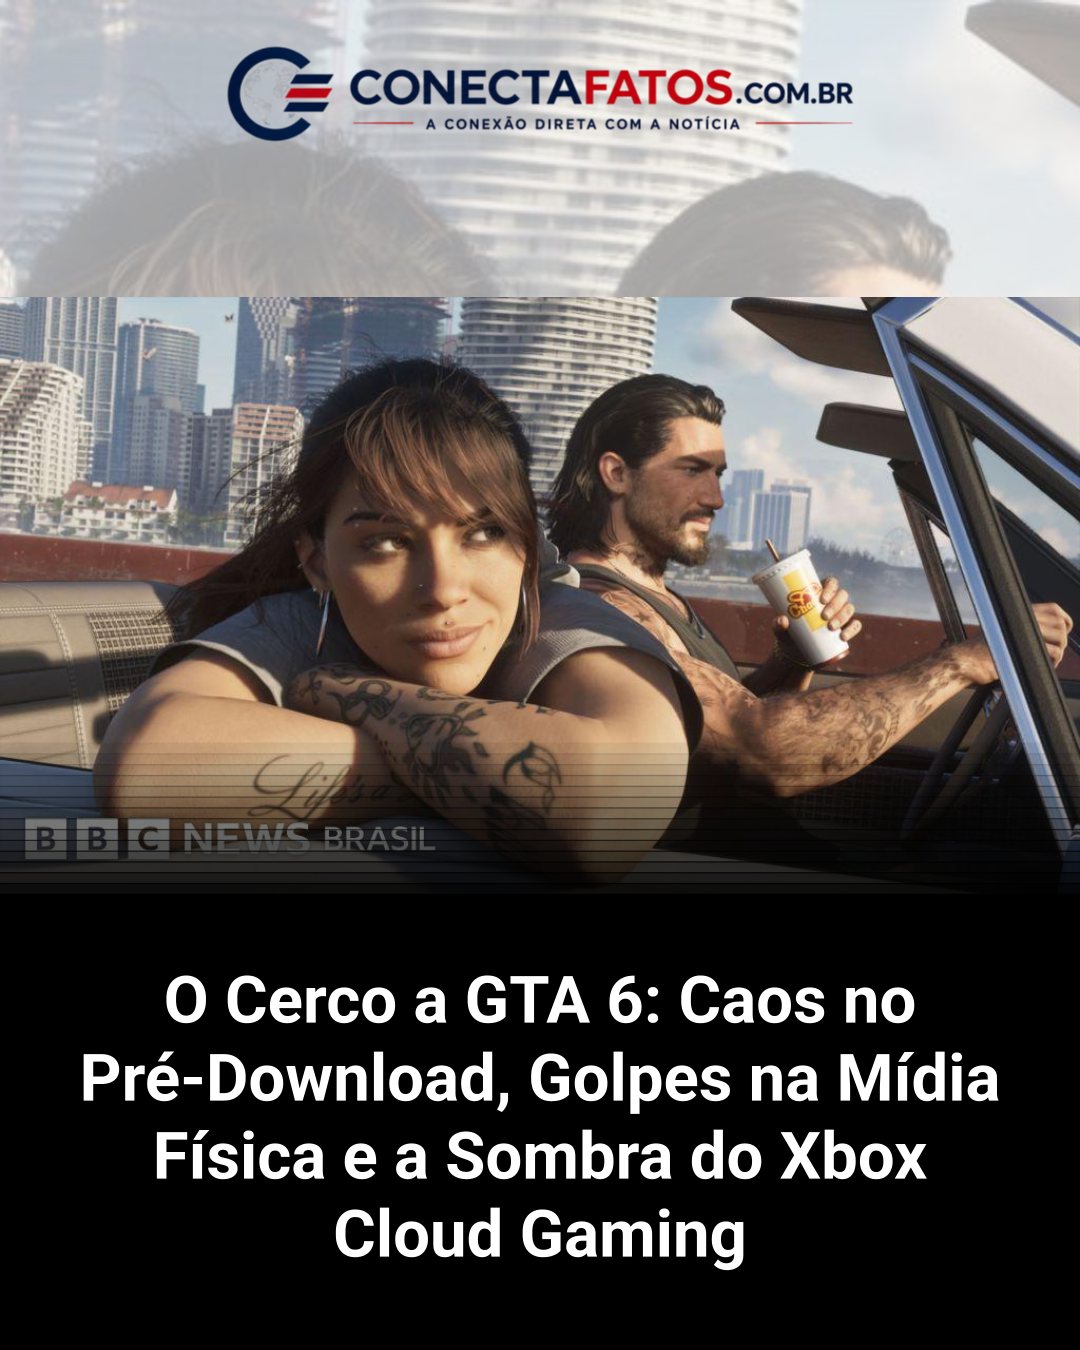 CONECTAFATOS.COM.BR
A CONEXÃO DIRETA COM A NOTÍCIA
BBC NEWS BRASIL
O Cerco a GTA 6: Caos no
Pré-Download, Golpes na Mídia
Física e a Sombra do Xbox
Cloud Gaming